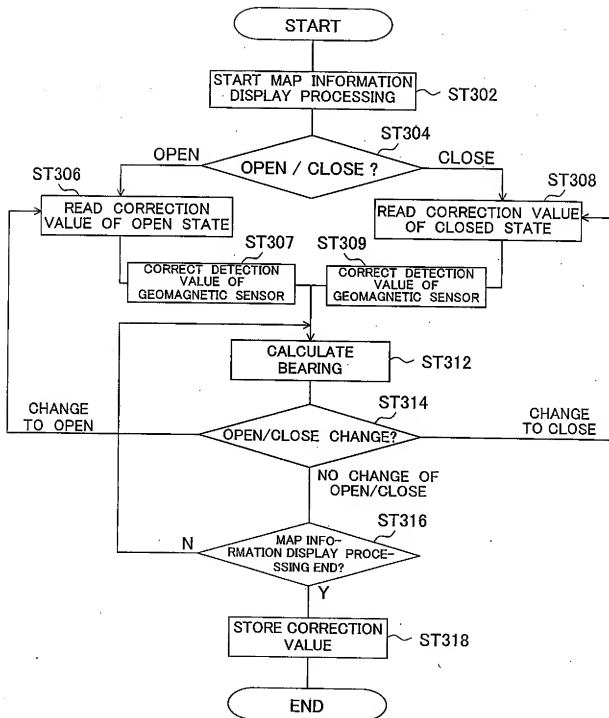 START
START MAP INFORMATION
DISPLAY PROCESSING
ST302
ST304
OPEN / CLOSE ?
OPEN
CLOSE
ST306
READ CORRECTION
VALUE OF OPEN STATE
ST308
READ CORRECTION VALUE
OF CLOSED STATE
ST307
CORRECT DETECTION
VALUE OF
GEOMAGNETIC SENSOR
ST309
CORRECT DETECTION
VALUE OF
GEOMAGNETIC SENSOR
CALCULATE
BEARING
ST312
ST314
OPEN/CLOSE CHANGE?
CHANGE
TO OPEN
CHANGE
TO CLOSE
NO CHANGE OF
OPEN/CLOSE
ST316
MAP INFO-
RMATION DISPLAY PROCE-
SSING END?
N
Y
STORE CORRECTION
VALUE
ST318
END